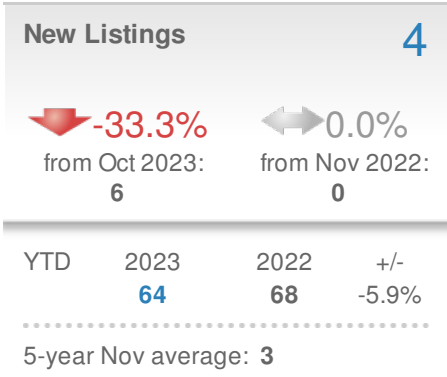 New Listings 4
-33.3% 0.0%
from Oct 2023: from Nov 2022:
6 0
YTD 2023 2022 +/-
64 68 -5.9%
5-year Nov average: 3